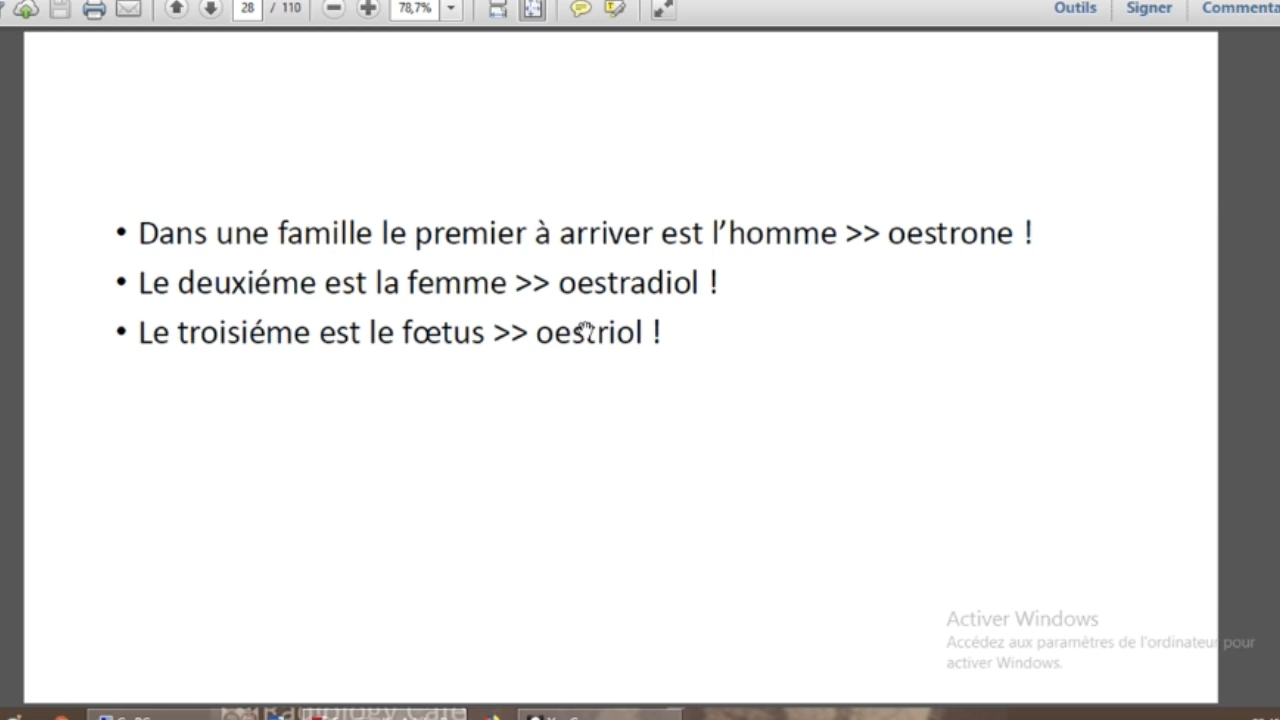 28 / 110
78,7%
Outils
Signer
Commenta
• Dans une famille le premier à arriver est l’homme >> oestrone !
• Le deuxiéme est la femme >> oestradiol !
• Le troisiéme est le fœtus >> oestriol !
Activer Windows
Accédez aux paramètres de l'ordinateur pour
activer Windows.